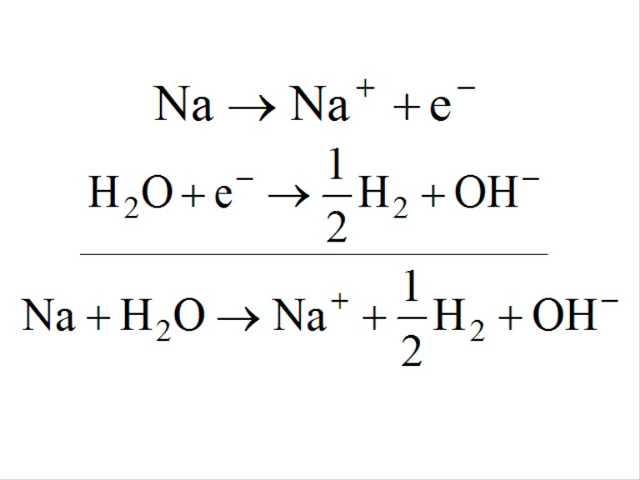 Na → Na⁺ + e⁻
H₂O + e⁻ → 1/2 H₂ + OH⁻
Na + H₂O → Na⁺ + 1/2 H₂ + OH⁻